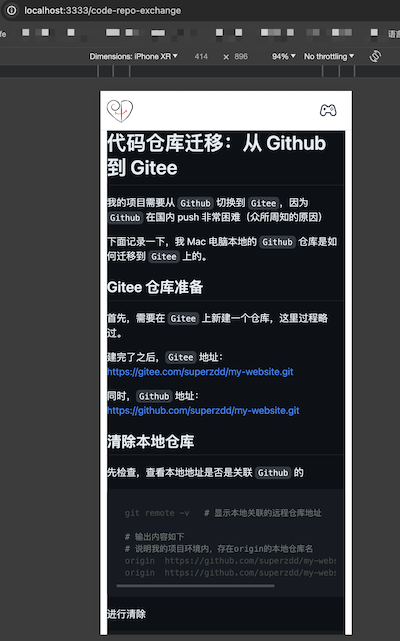 localhost:3333/code-repo-exchange
fe
语言
Dimensions: iPhone XR
414 × 896 94% No throttling
代码仓库迁移：从 Github
到 Gitee
我的项目需要从 Github 切换到 Gitee，因为
Github 在国内 push 非常困难（众所周知的原因）
下面记录一下，我 Mac 电脑本地的 Github 仓库是如
何迁移到 Gitee 上的。
Gitee 仓库准备
首先，需要在 Gitee 上新建一个仓库，这里过程略
过。
建完了之后，Gitee 地址：
https://gitee.com/superzdd/my-website.git
同时，Github 地址：
https://github.com/superzdd/my-website.git
清除本地仓库
先检查，查看本地地址是否是关联 Github 的
git remote -v # 显示本地关联的远程仓库地址
# 输出内容如下
# 说明我的项目环境内，存在origin的本地仓库名
origin https://github.com/superzdd/my-webs
origin https://github.com/superzdd/my-webs
进行清除